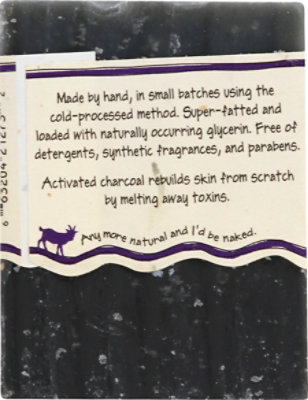 Made by hand, in small batches using the
cold-processed method. Super-fatted and
loaded with naturally occurring glycerin. Free of
detergents, synthetic fragrances, and parabens.
Activated charcoal rebuilds skin from scratch
by melting away toxins.
Any more natural and I'd be naked.